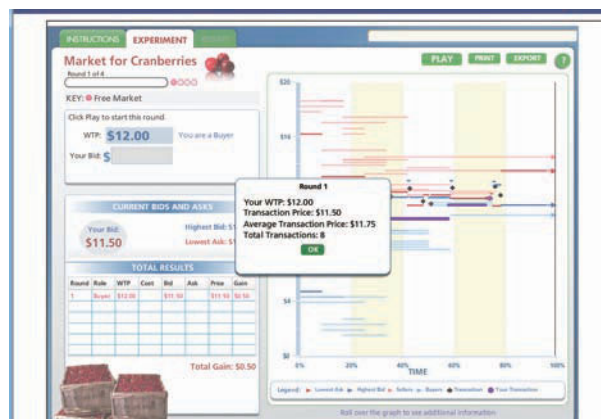 INSTRUCTIONS EXPERIMENT
Market for Cranberries
Round 1 of 4
PLAY PRINT EXPORT ?
KEY: Free Market
Click Play to start this round.
WTP: $12.00 You are a Buyer
Your Bid: $
CURRENT BIDS AND ASKS
Your Bid:
$11.50
Highest Bid: $1
Lowest Ask: $
TOTAL RESULTS
Round Role WTP Cost Bid Ask Price Gain
1 Buyer $12.00 $11.50 $11.50 $0.50
Total Gain: $0.50
Round 1
Your WTP: $12.00
Transaction Price: $11.50
Average Transaction Price: $11.75
Total Transactions: 8
OK
$20
$16
$4
$0
0% 20% 40% 60% 80% 100%
TIME
Legend: Lowest Ask Highest Bid Sellers Buyers Transaction Your Transaction
Roll over the graph to see additional information